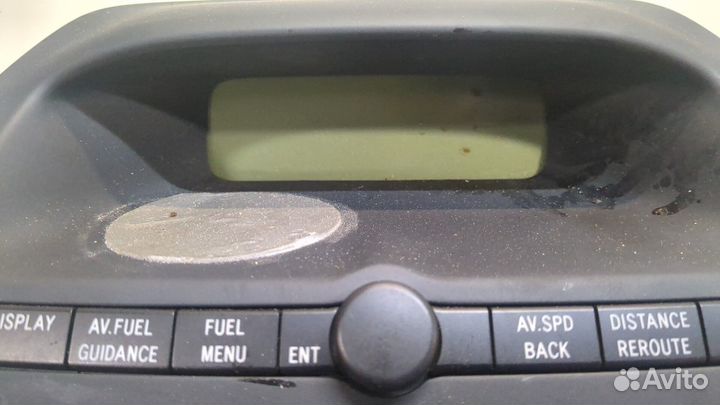 ISPLAY
AV.FUEL
GUIDANCE
FUEL
MENU
ENT
AV.SPD
BACK
DISTANCE
REROUTE
Avito